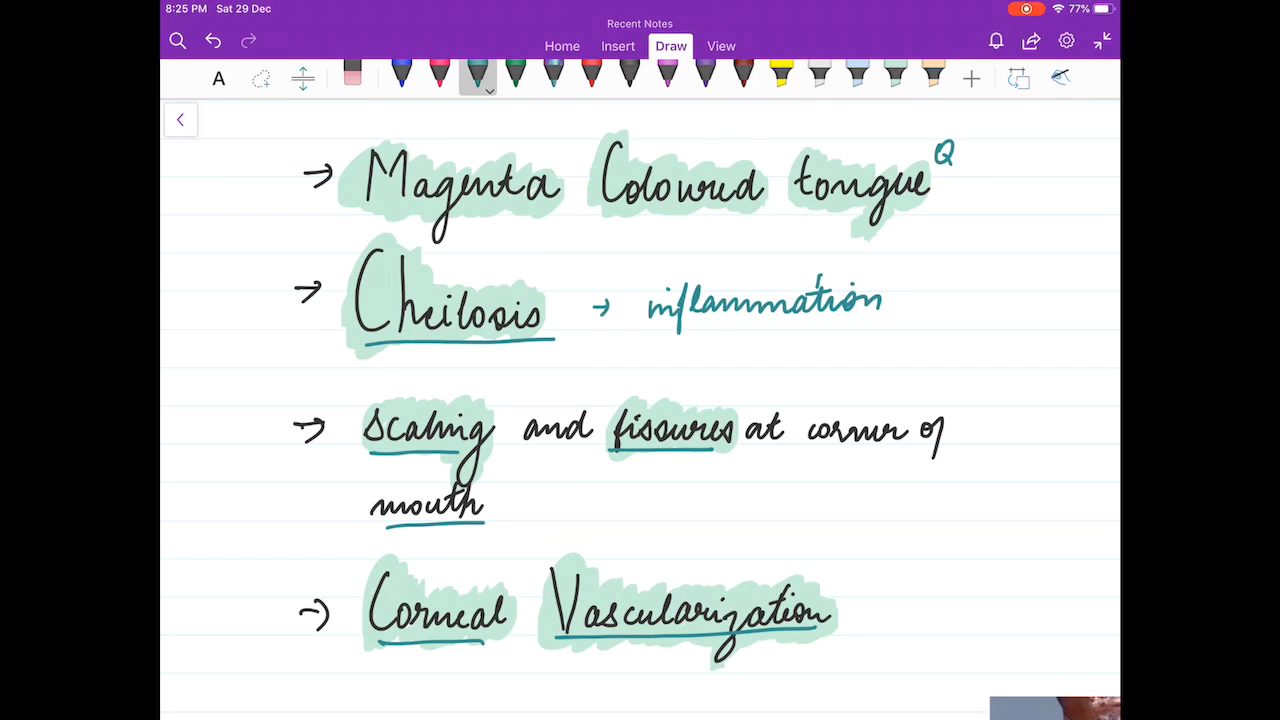 8:25 PM Sat 29 Dec 77%
Recent Notes
Home Insert Draw View
A
→ Magenta Coloured tongue Q
→ Cheilosis → inflammation
→ scaling and fissures at corner of
mouth
→ Corneal Vascularization